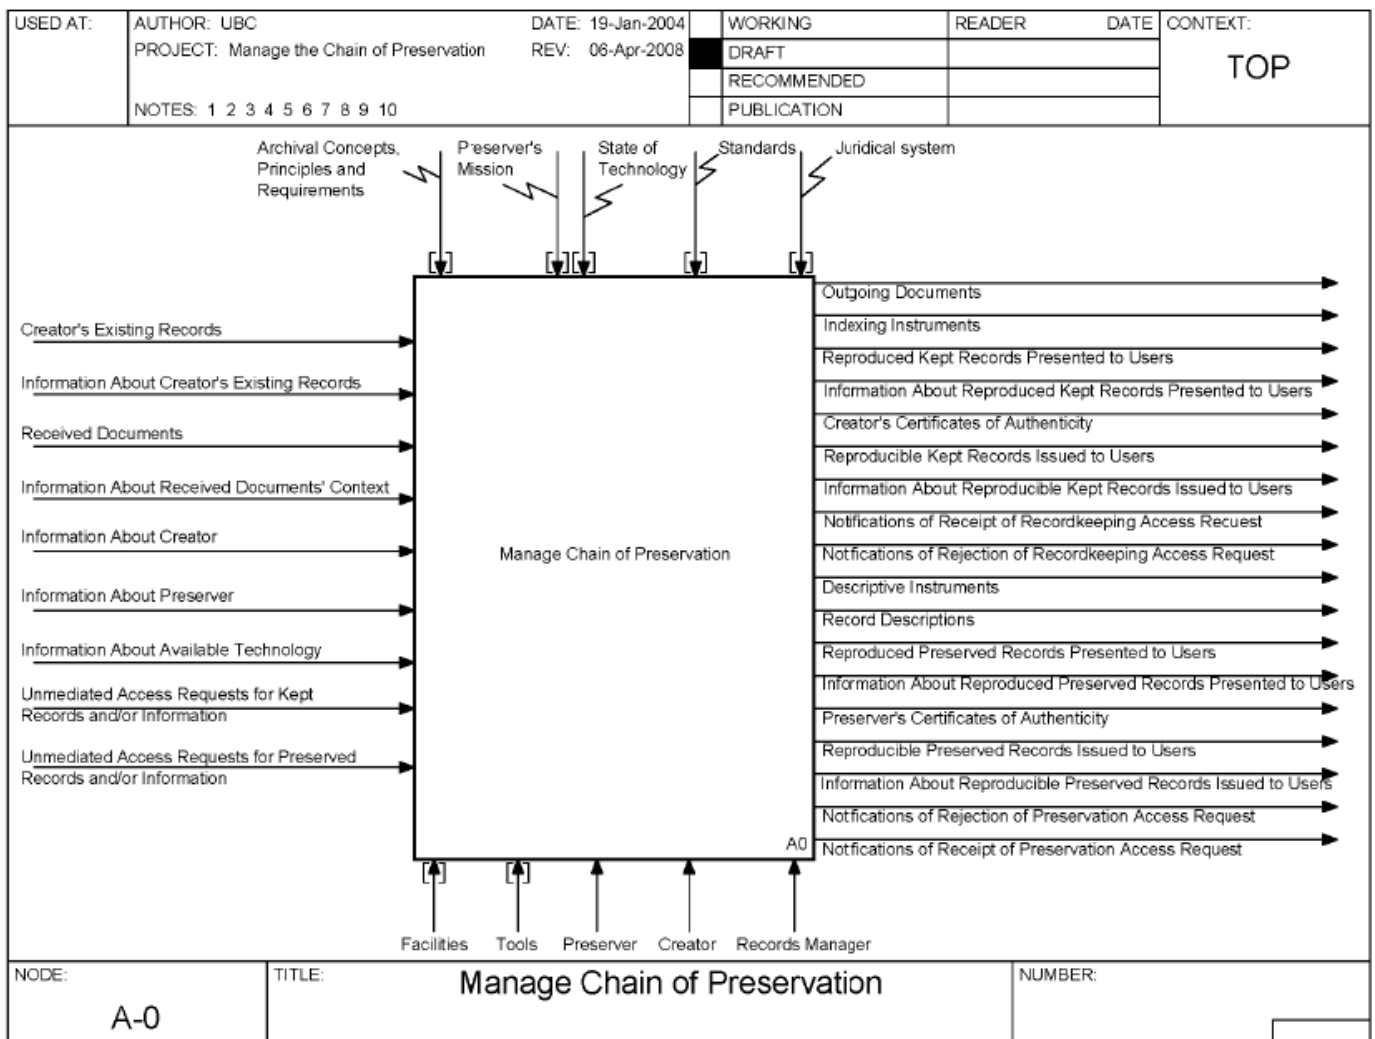 USED AT:
AUTHOR: UBC
DATE: 19-Jan-2004
WORKING
READER
DATE
CONTEXT:
PROJECT: Manage the Chain of Preservation
REV: 06-Apr-2008
DRAFT
TOP
RECOMMENDED
NOTES: 1 2 3 4 5 6 7 8 9 10
PUBLICATION
Archival Concepts,
Principles and
Requirements
Preserver's
Mission
State of
Technology
Standards
Juridical system
Creator's Existing Records
Information About Creator's Existing Records
Received Documents
Information About Received Documents' Context
Information About Creator
Information About Preserver
Information About Available Technology
Unmediated Access Requests for Kept
Records and/or Information
Unmediated Access Requests for Preserved
Records and/or Information
Manage Chain of Preservation
A0
Outgoing Documents
Indexing Instruments
Reproduced Kept Records Presented to Users
Information About Reproduced Kept Records Presented to Users
Creator's Certificates of Authenticity
Reproducible Kept Records Issued to Users
Information About Reproducible Kept Records Issued to Users
Notifications of Receipt of Recordkeeping Access Request
Notifications of Rejection of Recordkeeping Access Request
Descriptive Instruments
Record Descriptions
Reproduced Preserved Records Presented to Users
Information About Reproduced Preserved Records Presented to Users
Preserver's Certificates of Authenticity
Reproducible Preserved Records Issued to Users
Information About Reproducible Preserved Records Issued to Users
Notifications of Rejection of Preservation Access Request
Notifications of Receipt of Preservation Access Request
Facilities
Tools
Preserver
Creator
Records Manager
NODE:
A-0
TITLE:
Manage Chain of Preservation
NUMBER: